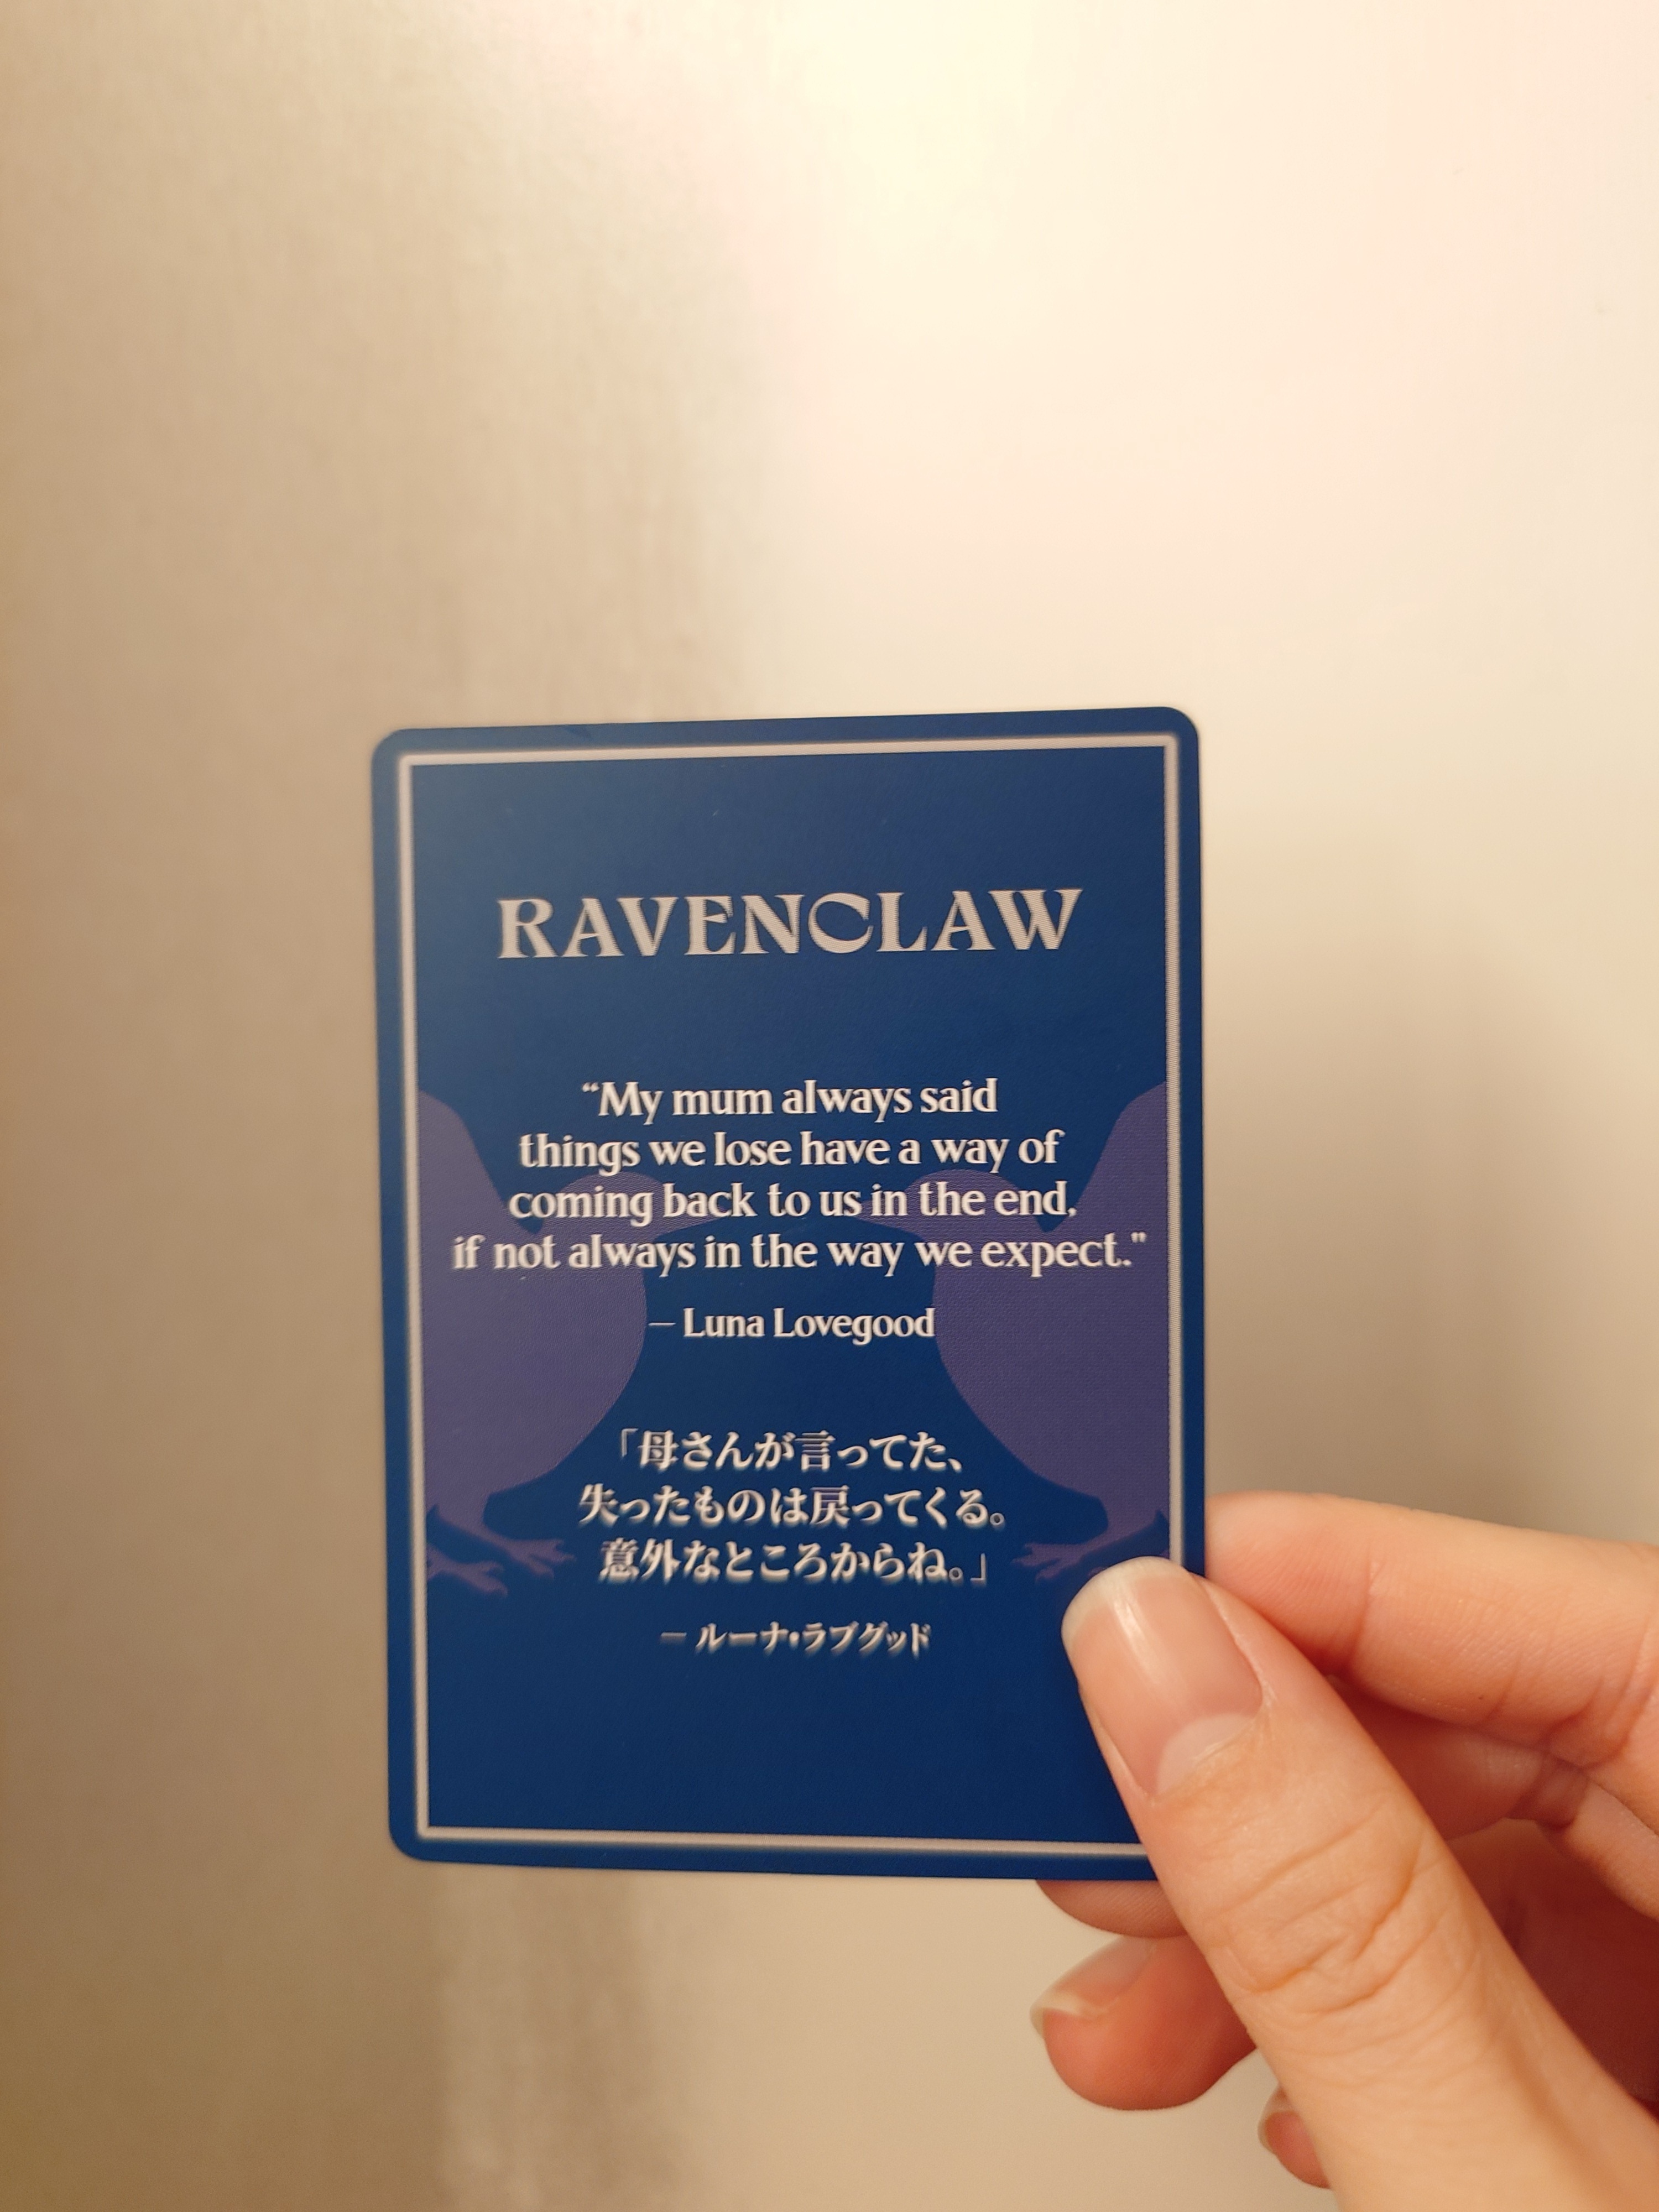 RAVENCLAW
“My mum always said
things we lose have a way of
coming back to us in the end,
if not always in the way we expect."
– Luna Lovegood
「母さんが言ってた、
失ったものは戻ってくる。
意外なところからね。」
– ルーナ・ラブグッド